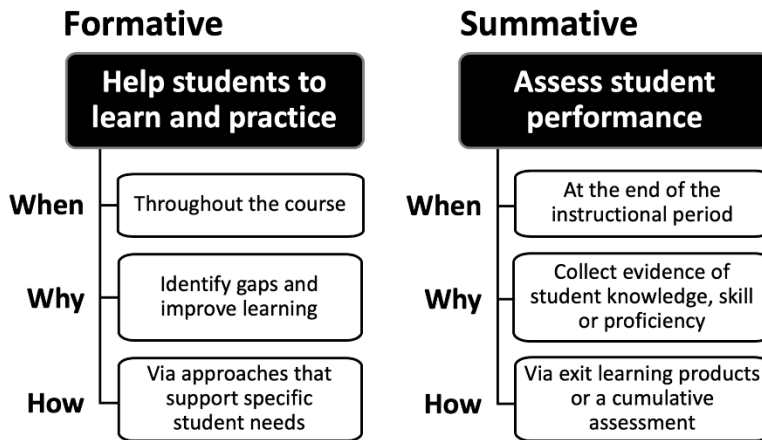 Formative
Help students to
learn and practice
When
Throughout the course
Why
Identify gaps and
improve learning
How
Via approaches that
support specific
student needs
Summative
Assess student
performance
When
At the end of the
instructional period
Why
Collect evidence of
student knowledge, skill
or proficiency
How
Via exit learning products
or a cumulative
assessment